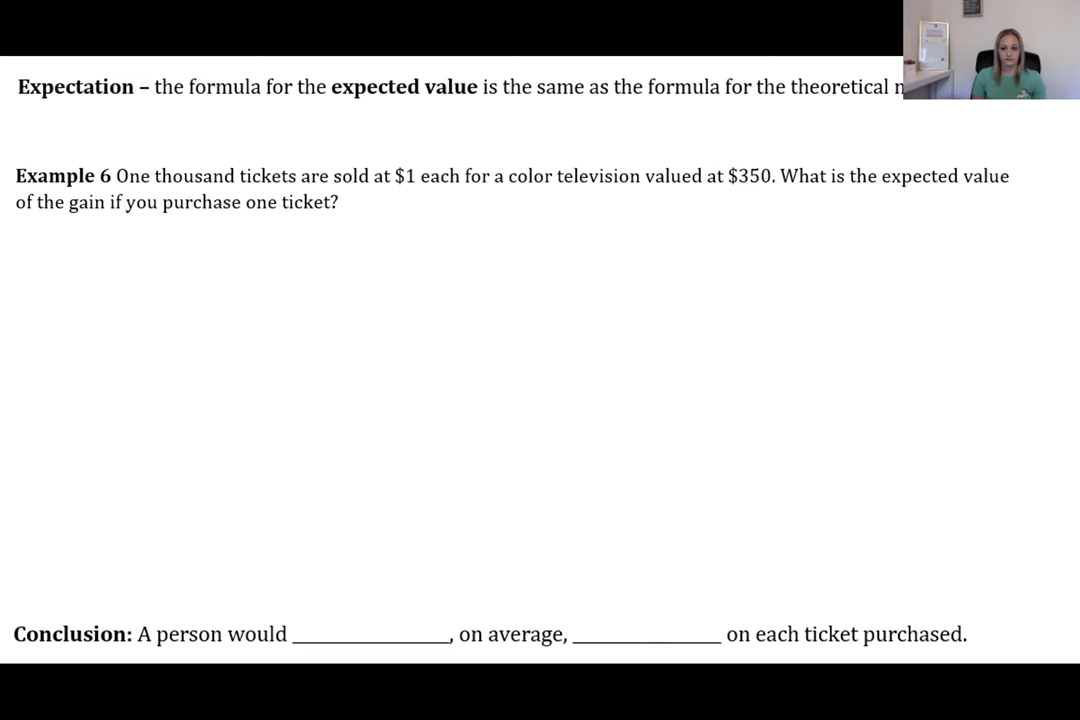 Expectation – the formula for the expected value is the same as the formula for the theoretical
Example 6 One thousand tickets are sold at $1 each for a color television valued at $350. What is the expected value
of the gain if you purchase one ticket?
Conclusion: A person would _______________, on average, ______________ on each ticket purchased.